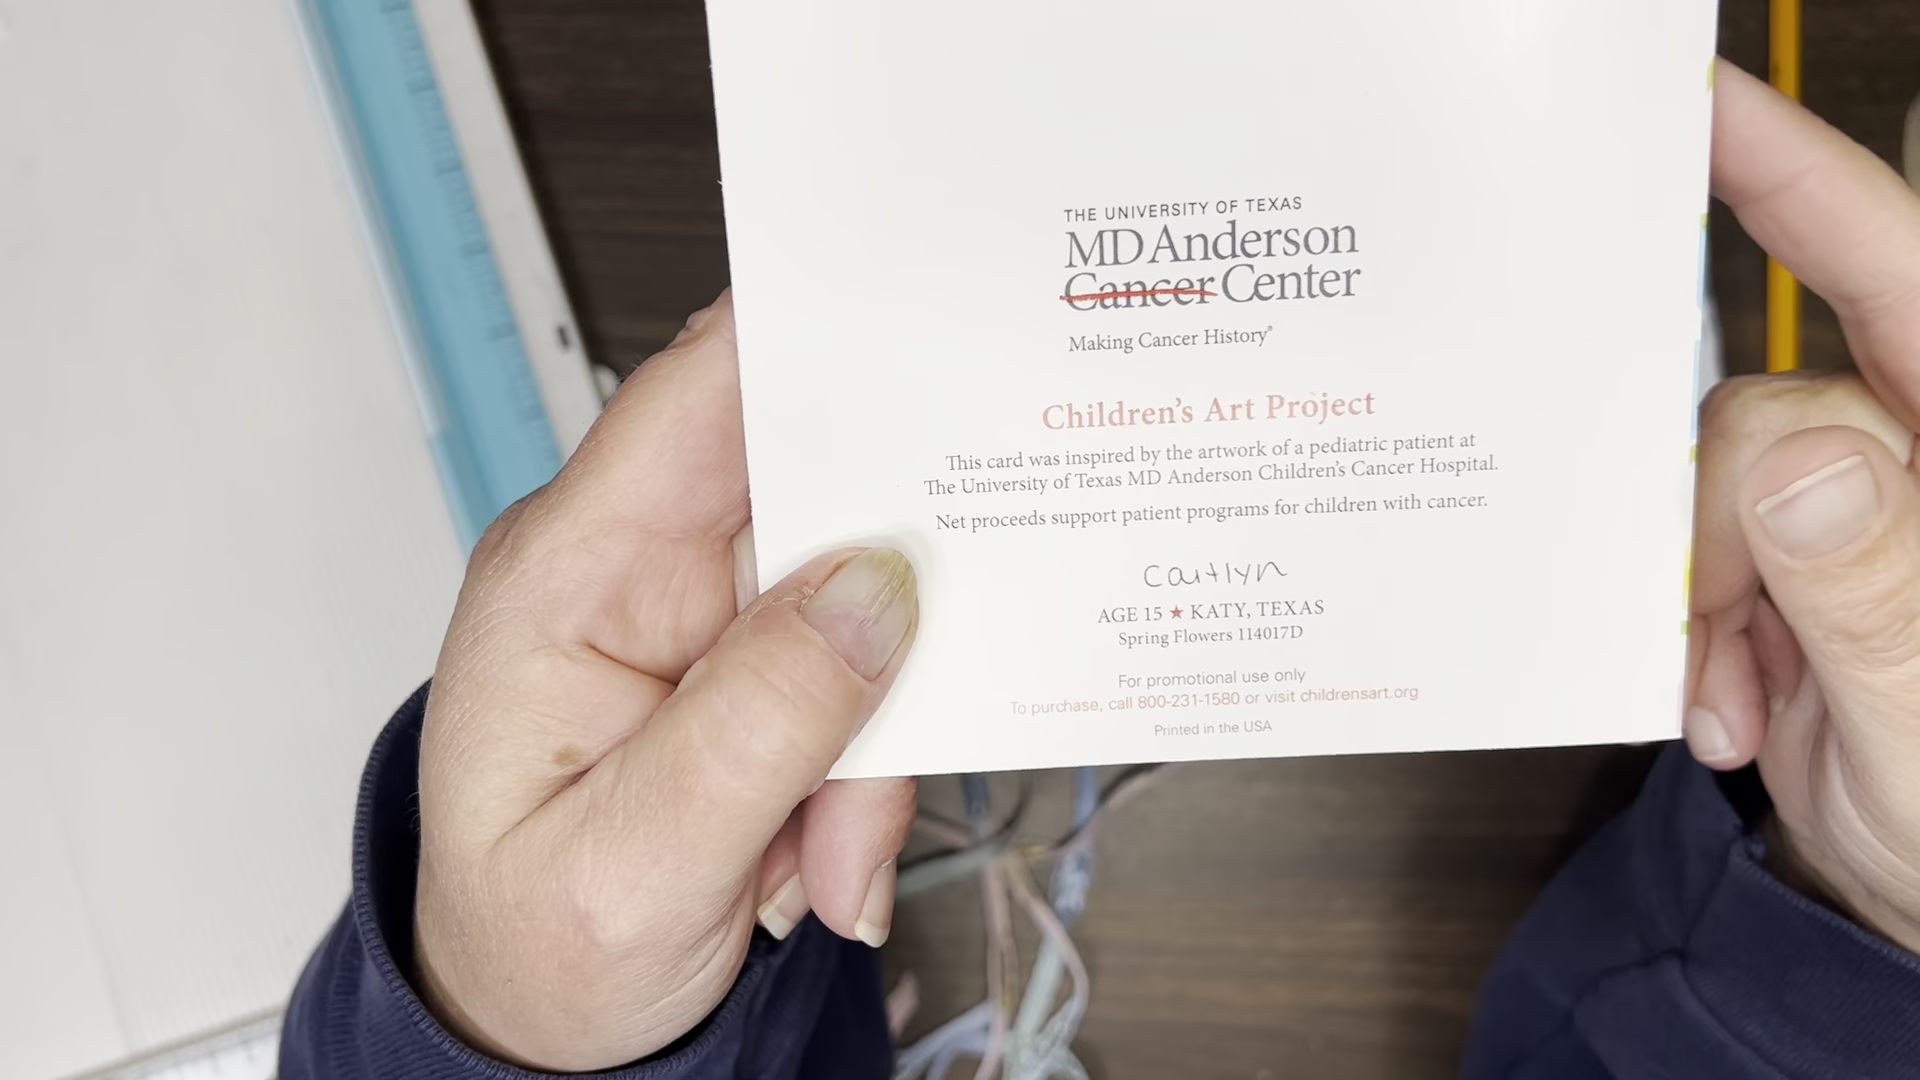 THE UNIVERSITY OF TEXAS
MD Anderson
Cancer Center
Making Cancer History®
Children's Art Project
This card was inspired by the artwork of a pediatric patient at
The University of Texas MD Anderson Children's Cancer Hospital.
Net proceeds support patient programs for children with cancer.
Caitlyn
AGE 15 ★ KATY, TEXAS
Spring Flowers 114017D
For promotional use only
To purchase, call 800-231-1580 or visit childrensart.org
Printed in the USA